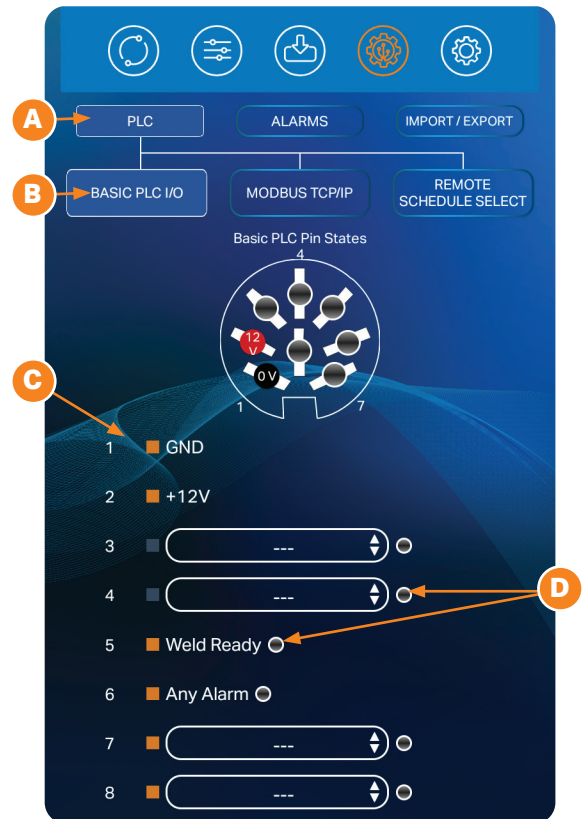 A
PLC
ALARMS
IMPORT / EXPORT
B
BASIC PLC I/O
MODBUS TCP/IP
REMOTE
SCHEDULE SELECT
Basic PLC Pin States
4
12
V
0 V
1
7
C
1 GND
2 +12V
3 ---
4 ---
D
5 Weld Ready
6 Any Alarm
7 ---
8 ---